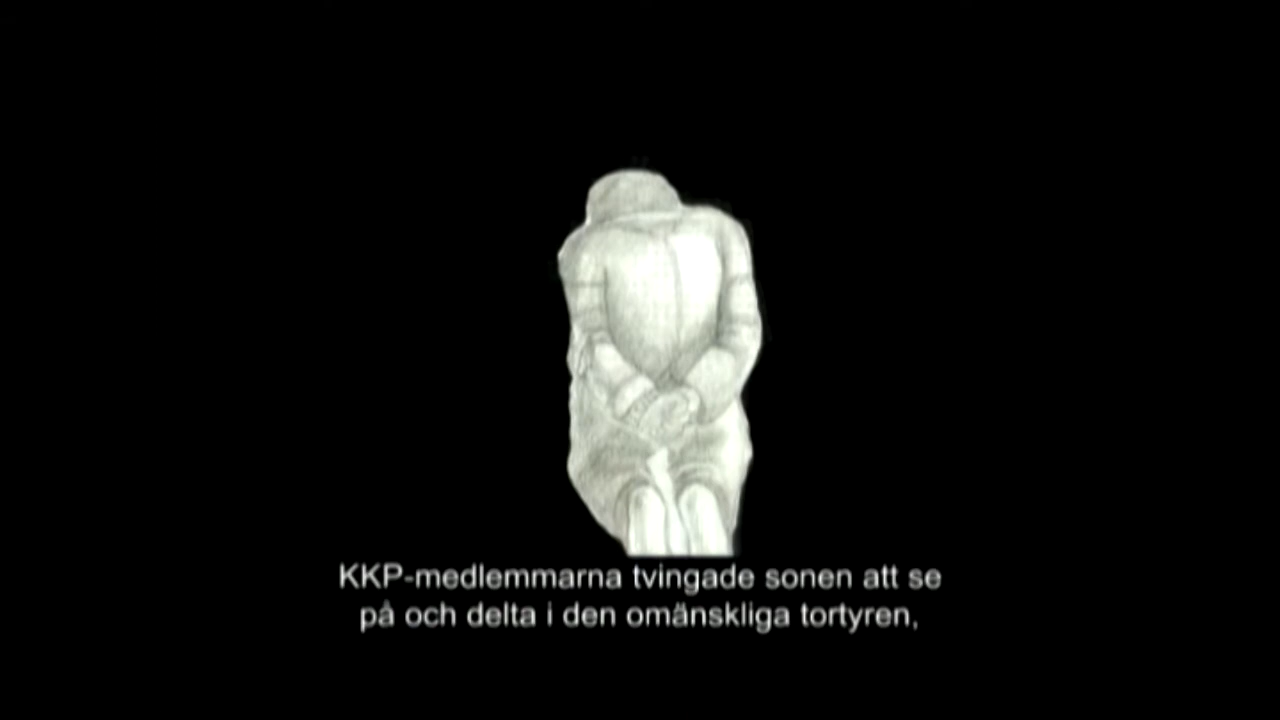 KKP-medlemmarna tvingade sonen att se
på och delta i den omänskliga tortyren,